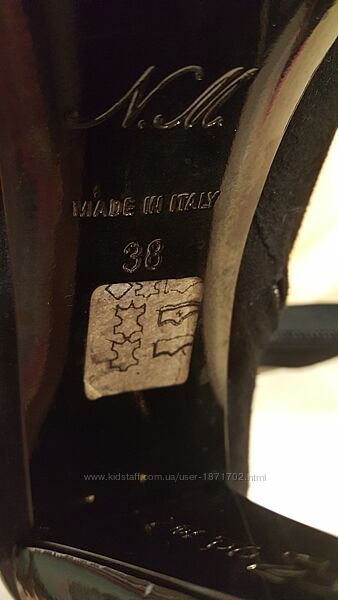 N.M.
MADE IN ITALY
38
www.kidstaff.com.ua/user-1871702.html